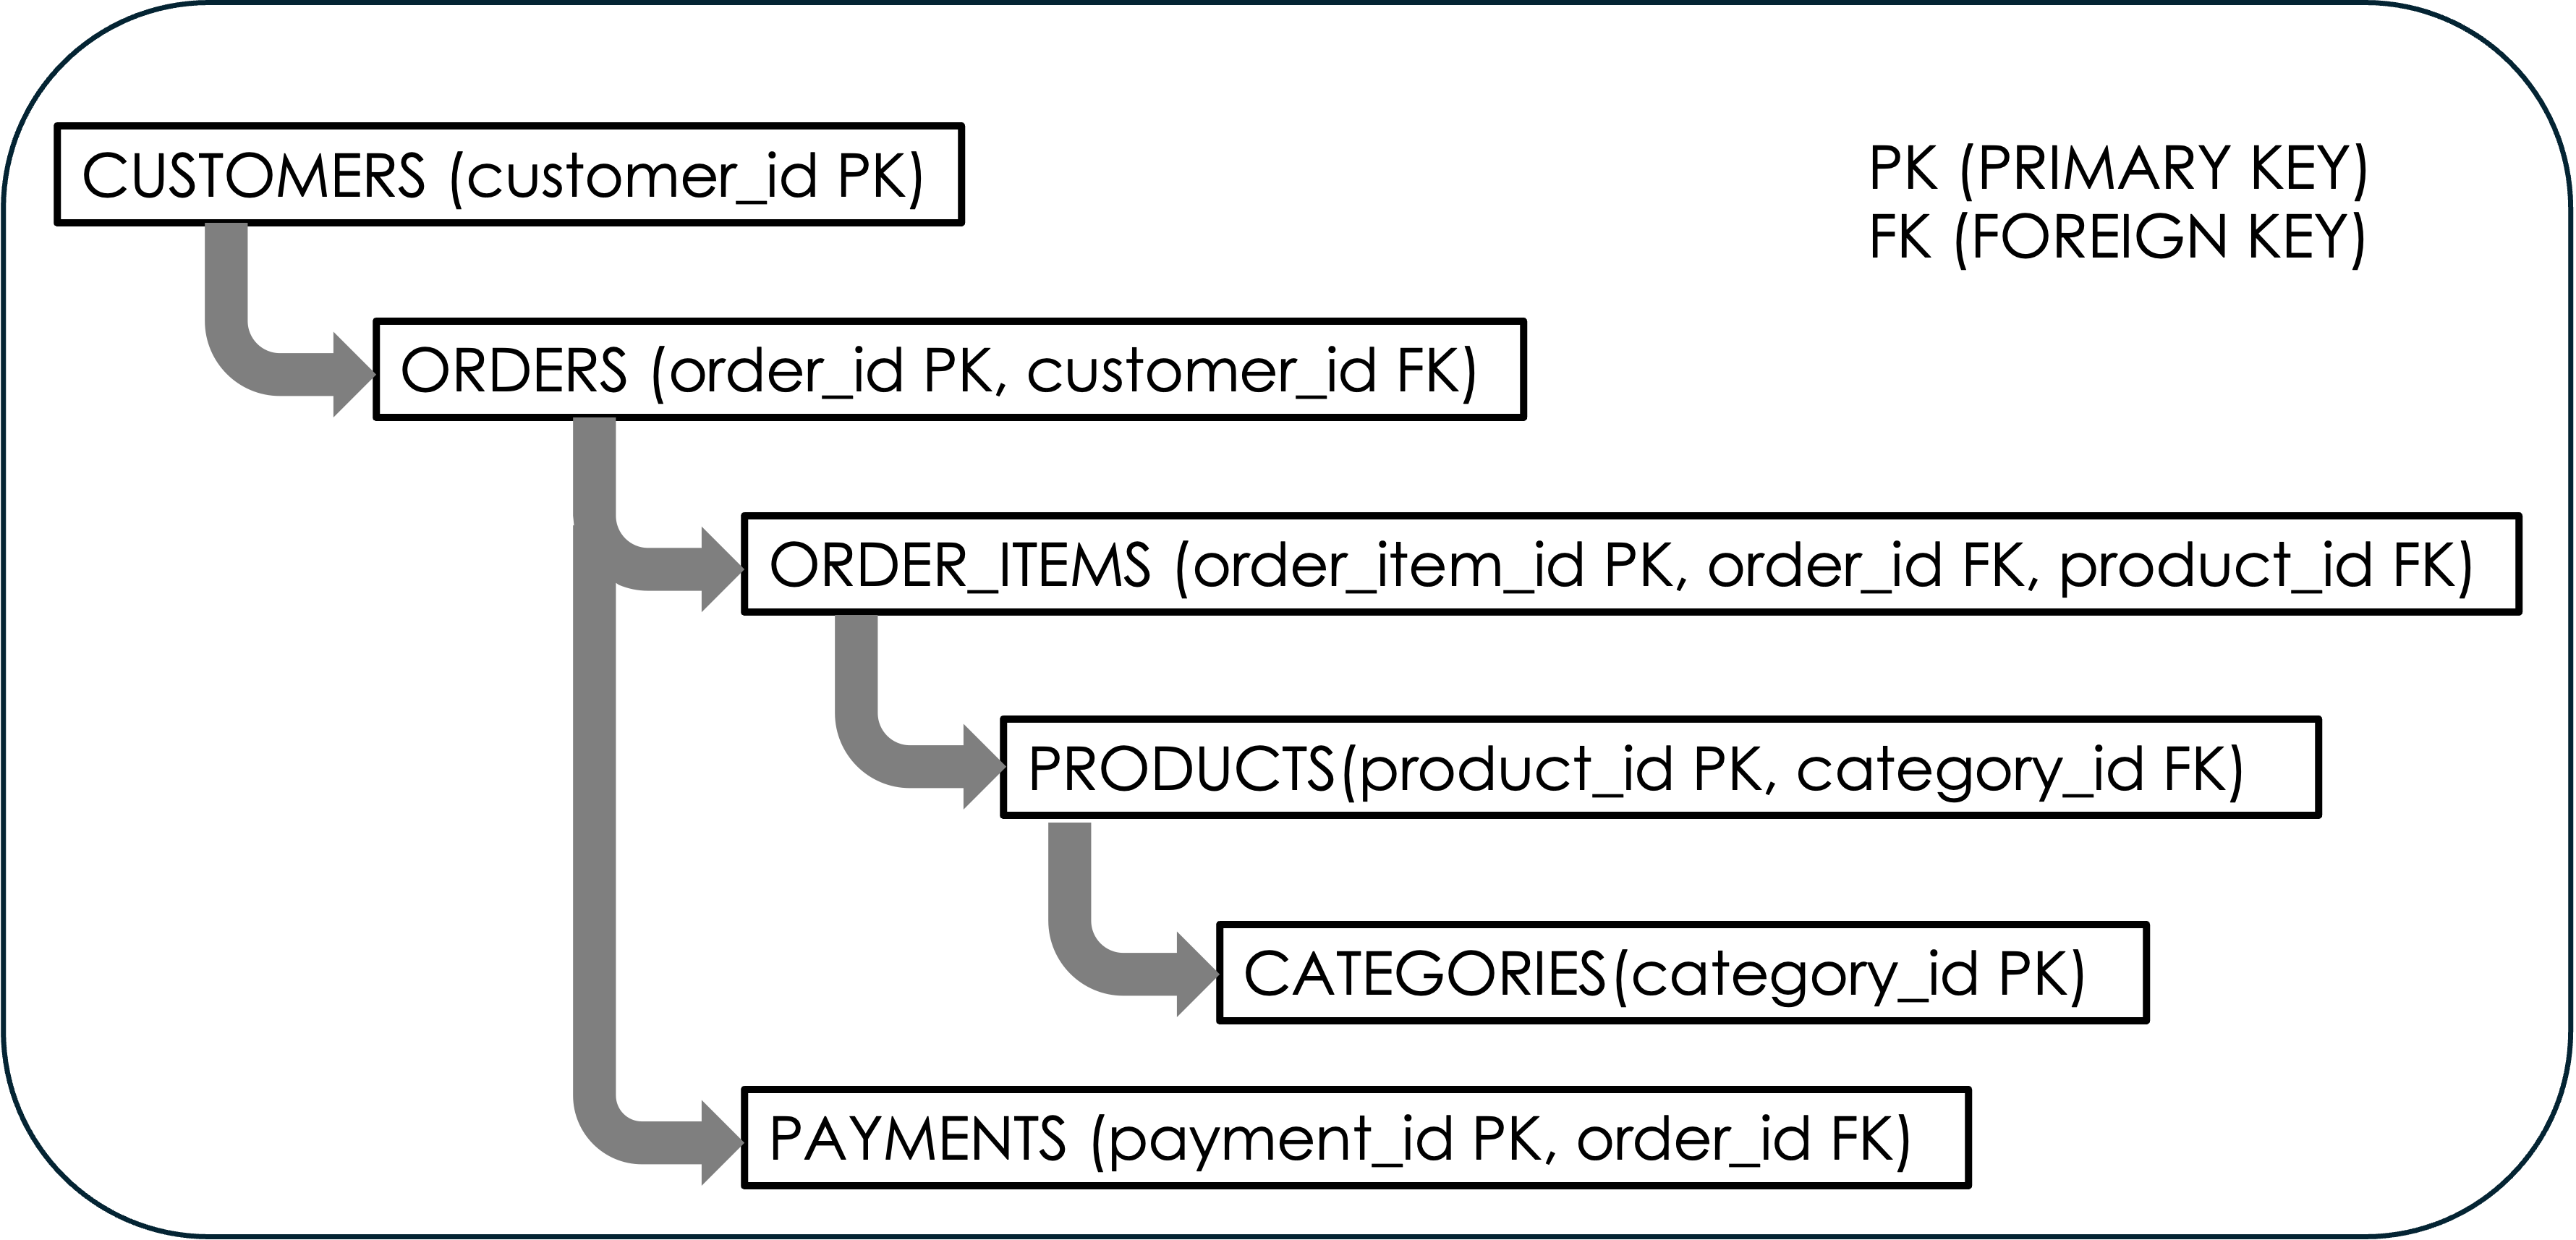 CUSTOMERS (customer_id PK)
PK (PRIMARY KEY)
FK (FOREIGN KEY)
ORDERS (order_id PK, customer_id FK)
ORDER_ITEMS (order_item_id PK, order_id FK, product_id FK)
PRODUCTS(product_id PK, category_id FK)
CATEGORIES(category_id PK)
PAYMENTS (payment_id PK, order_id FK)